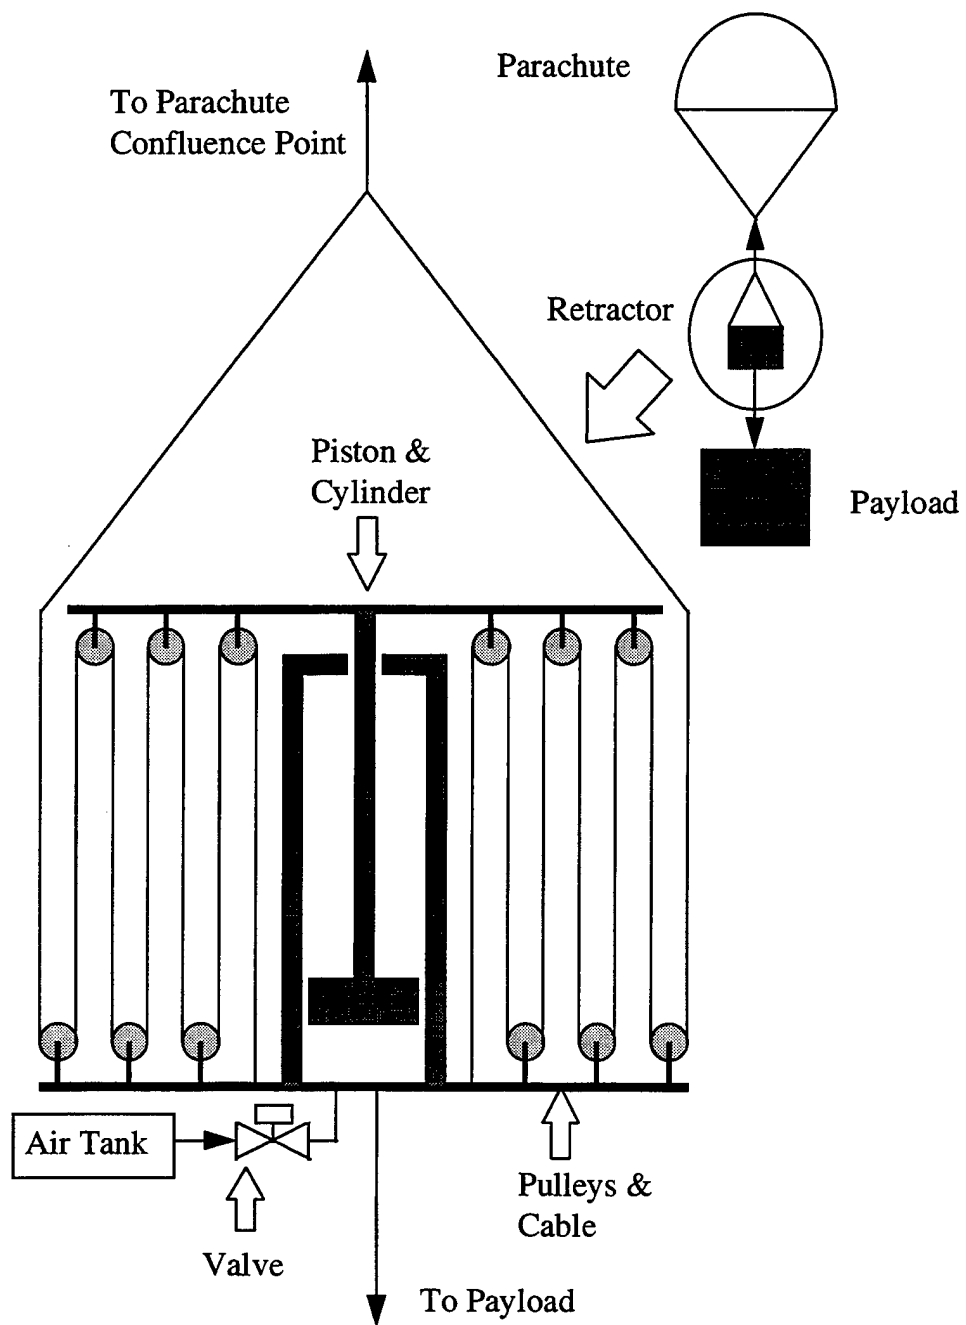 Parachute
To Parachute
Confluence Point
Retractor
Piston &
Cylinder
Payload
Air Tank
Pulleys &
Cable
Valve
To Payload